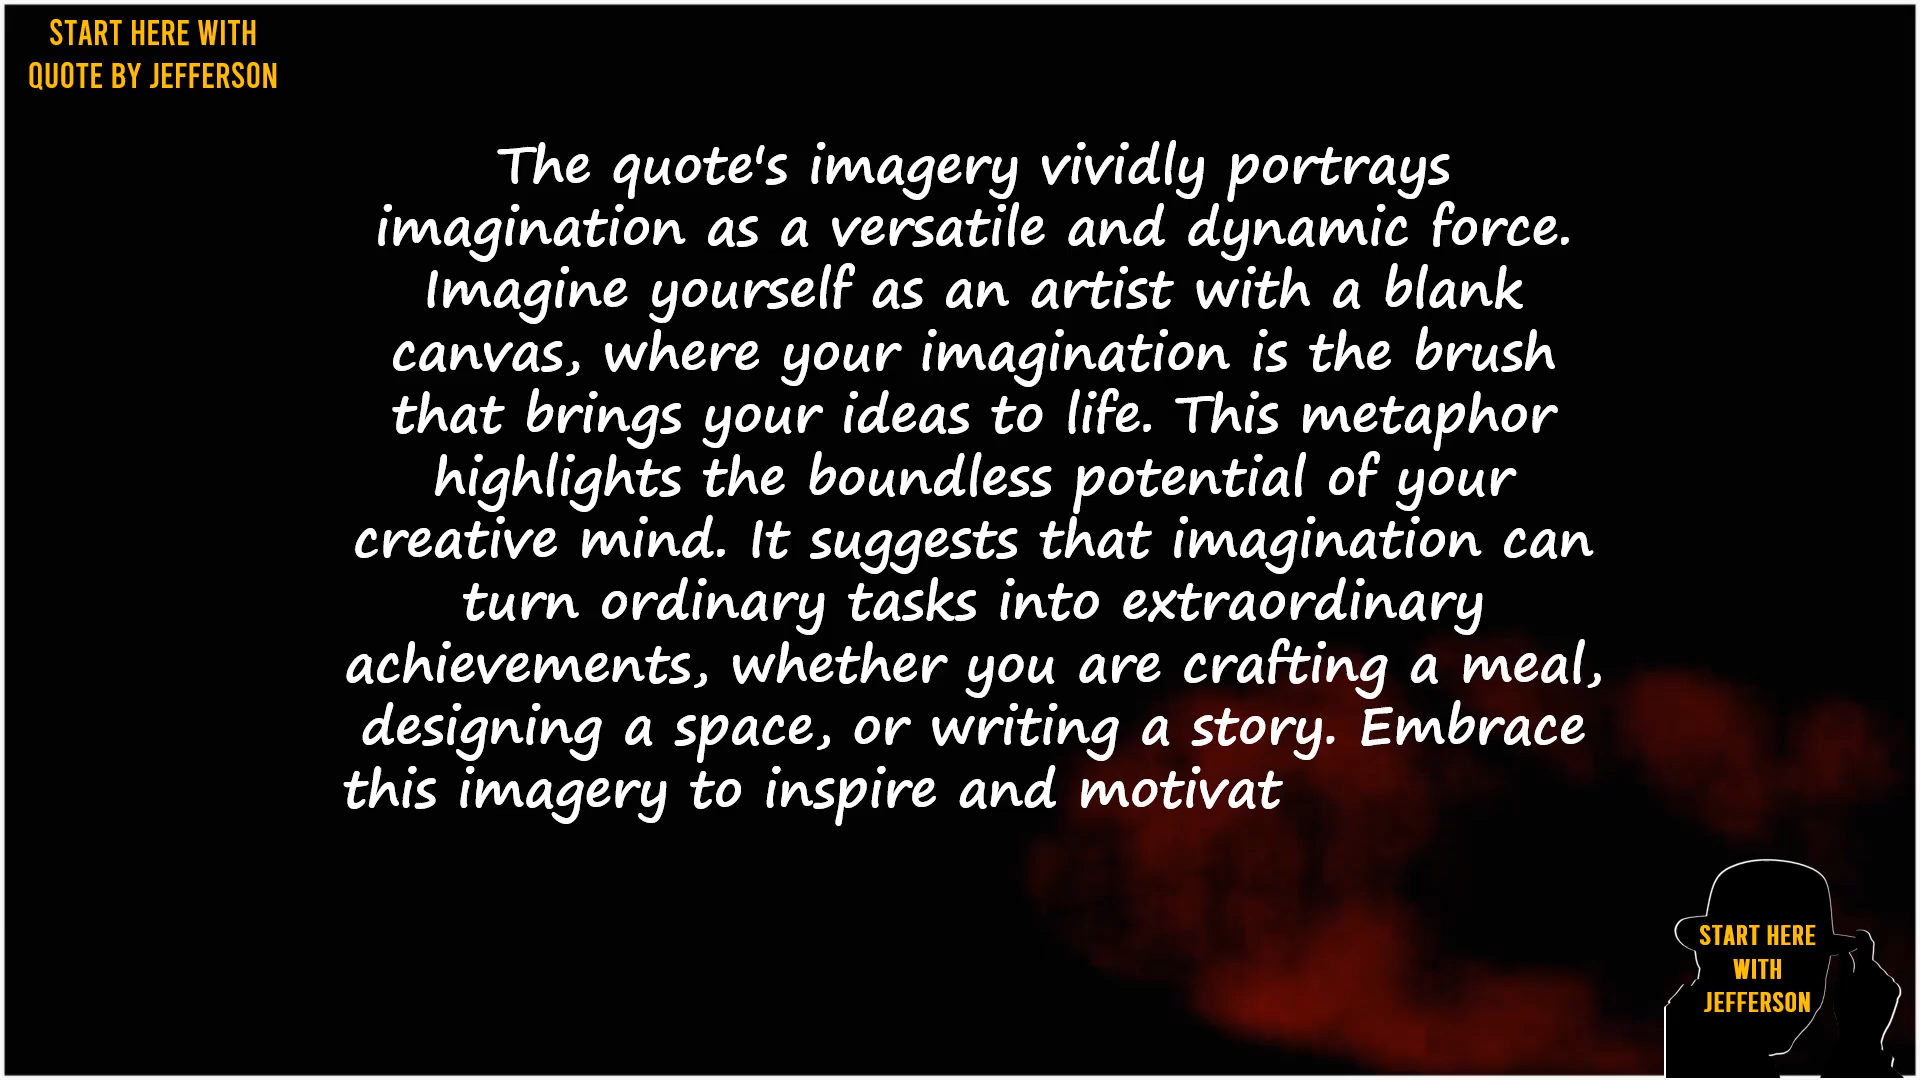 START HERE WITH
QUOTE BY JEFFERSON
The quote's imagery vividly portrays
imagination as a versatile and dynamic force.
Imagine yourself as an artist with a blank
canvas, where your imagination is the brush
that brings your ideas to life. This metaphor
highlights the boundless potential of your
creative mind. It suggests that imagination can
turn ordinary tasks into extraordinary
achievements, whether you are crafting a meal,
designing a space, or writing a story. Embrace
this imagery to inspire and motivat
START HERE
WITH
JEFFERSON